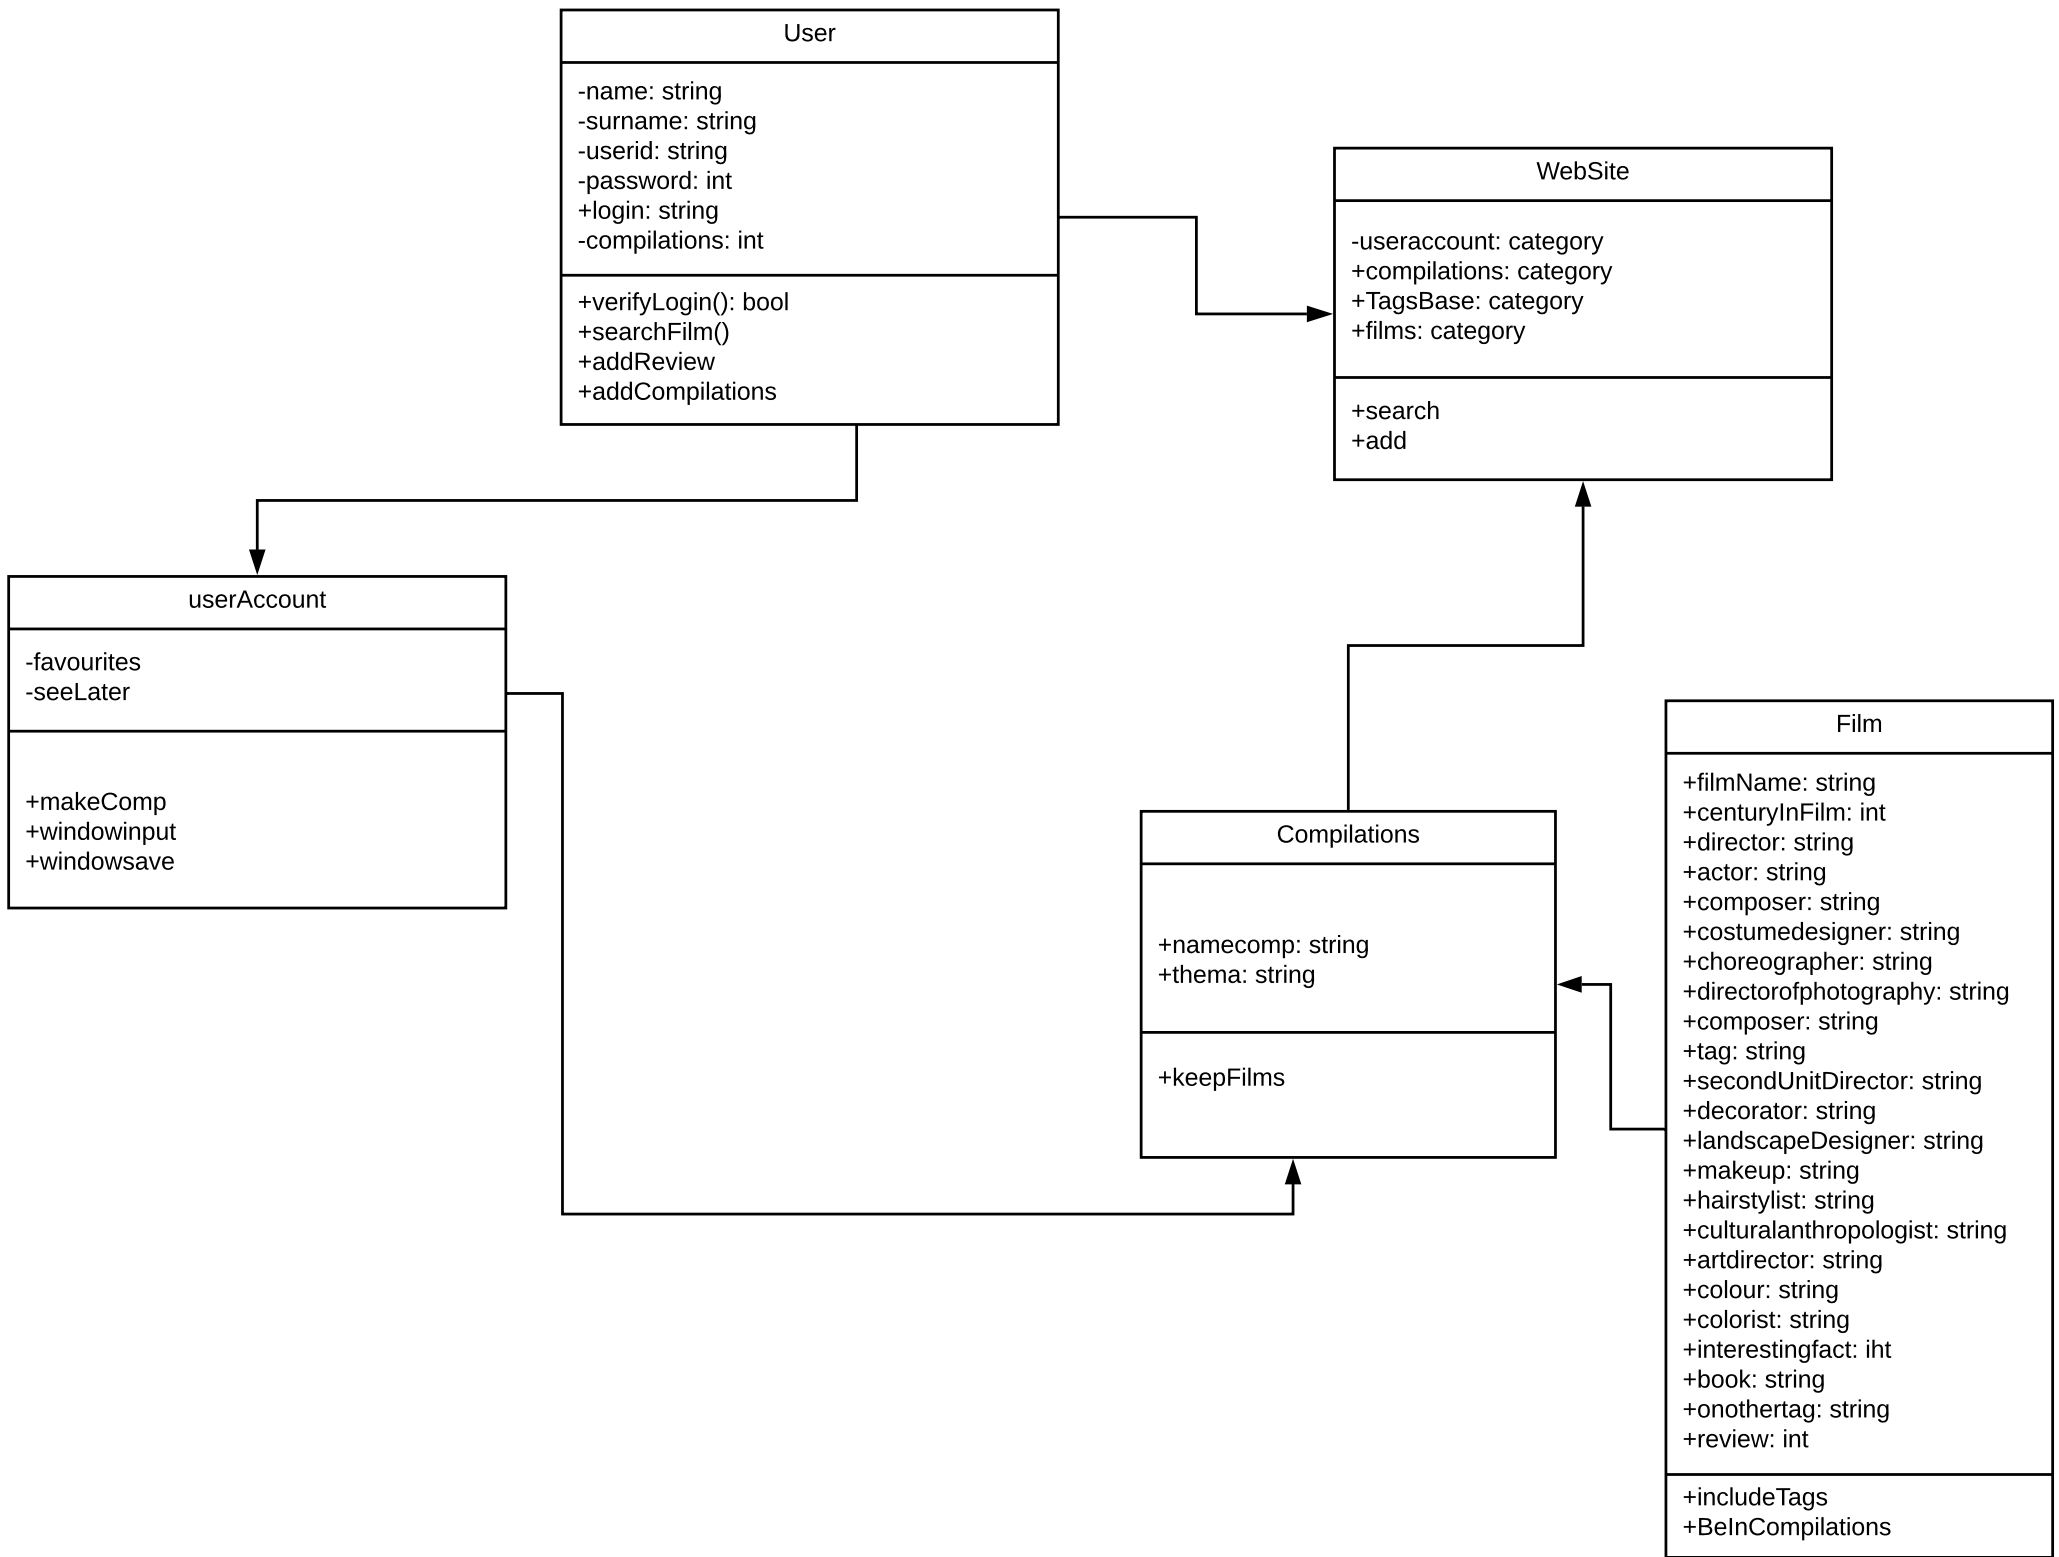 User
-name: string
-surname: string
-userid: string
-password: int
+login: string
-compilations: int
+verifyLogin(): bool
+searchFilm()
+addReview
+addCompilations
WebSite
-useraccount: category
+compilations: category
+TagsBase: category
+films: category
+search
+add
userAccount
-favourites
-seeLater
+makeComp
+windowinput
+windowsave
Compilations
+namecomp: string
+thema: string
+keepFilms
Film
+filmName: string
+centuryInFilm: int
+director: string
+actor: string
+composer: string
+costumedesigner: string
+choreographer: string
+directorofphotography: string
+composer: string
+tag: string
+secondUnitDirector: string
+decorator: string
+landscapeDesigner: string
+makeup: string
+hairstylist: string
+culturalanthropologist: string
+artdirector: string
+colour: string
+colorist: string
+interestingfact: iht
+book: string
+onothertag: string
+review: int
+includeTags
+BeInCompilations